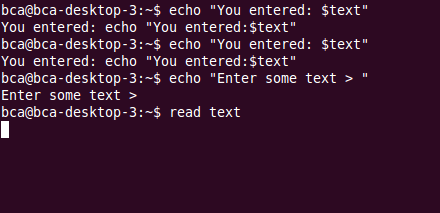 bca@bca-desktop-3:~$ echo "You entered: $text"
You entered: echo "You entered:$text"
bca@bca-desktop-3:~$ echo "You entered: $text"
You entered: echo "You entered:$text"
bca@bca-desktop-3:~$ echo "Enter some text > "
Enter some text >
bca@bca-desktop-3:~$ read text